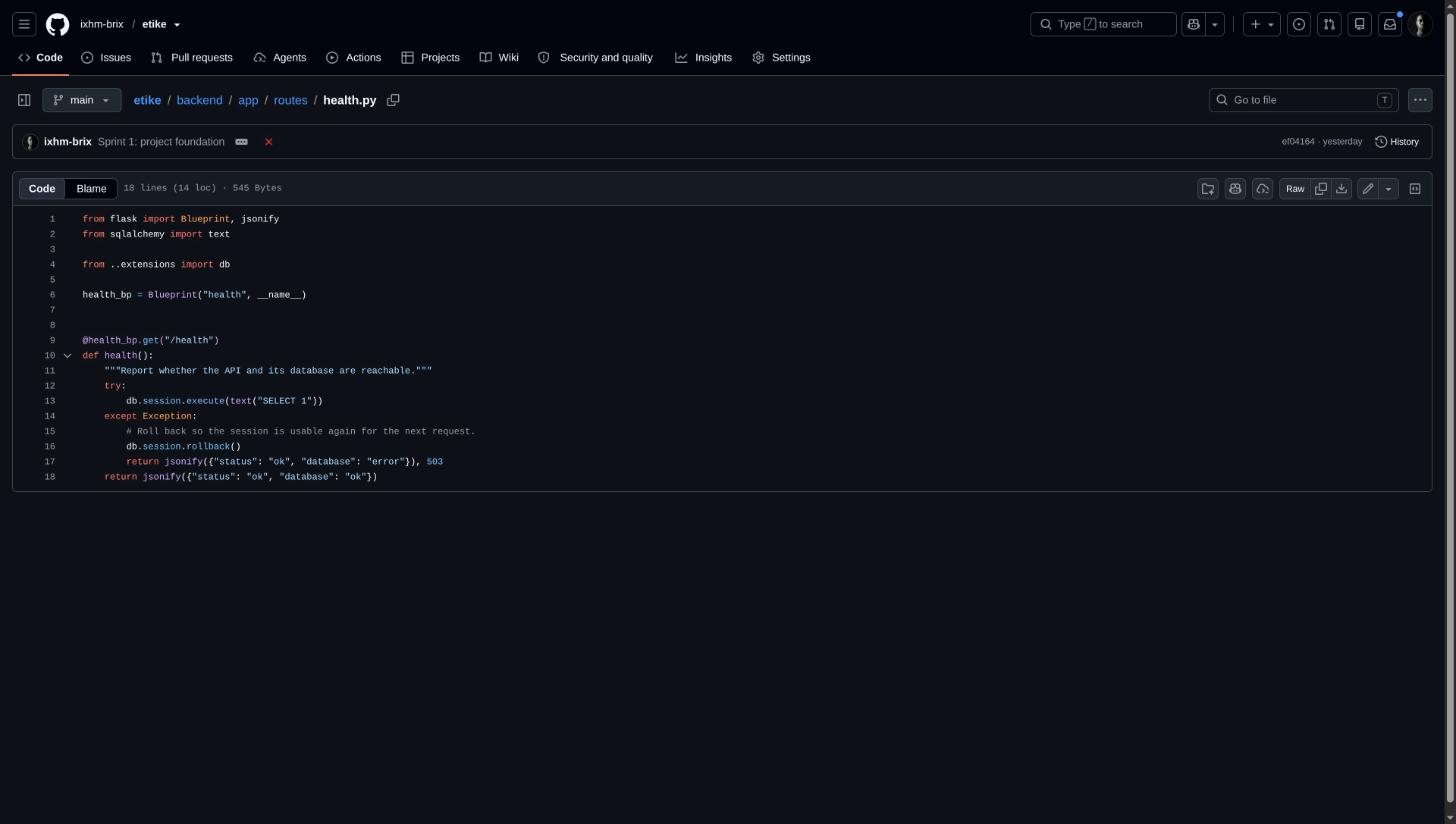 ixhm-brix / etike
Type / to search
Code Issues Pull requests Agents Actions Projects Wiki Security and quality Insights Settings
main
etike / backend / app / routes / health.py
Go to file T
ixhm-brix Sprint 1: project foundation
ef04164 · yesterday History
Code Blame 18 lines (14 loc) · 545 Bytes
Raw
1 from flask import Blueprint, jsonify
2 from sqlalchemy import text
3
4 from ..extensions import db
5
6 health_bp = Blueprint("health", __name__)
7
8
9 @health_bp.get("/health")
10 def health():
11     """Report whether the API and its database are reachable."""
12     try:
13         db.session.execute(text("SELECT 1"))
14     except Exception:
15         # Roll back so the session is usable again for the next request.
16         db.session.rollback()
17         return jsonify({"status": "ok", "database": "error"}), 503
18     return jsonify({"status": "ok", "database": "ok"})